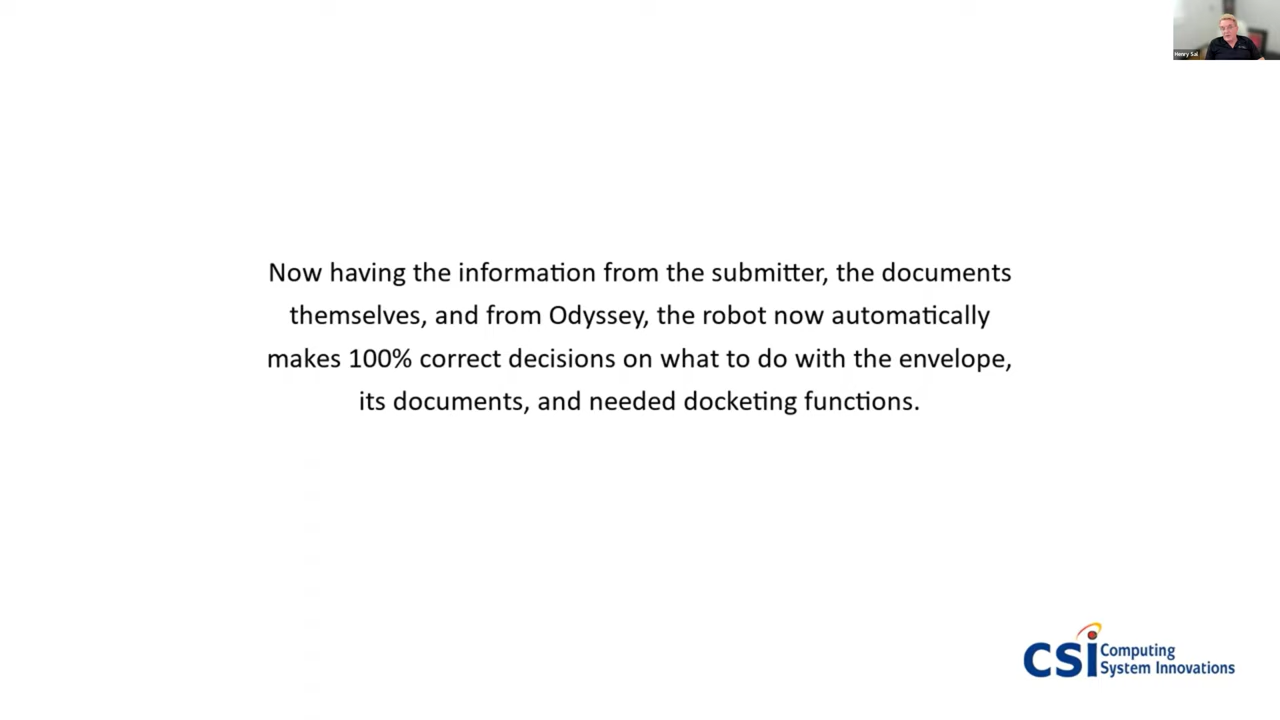 Henry Sal
Now having the information from the submitter, the documents
themselves, and from Odyssey, the robot now automatically
makes 100% correct decisions on what to do with the envelope,
its documents, and needed docketing functions.
CSi Computing
System Innovations